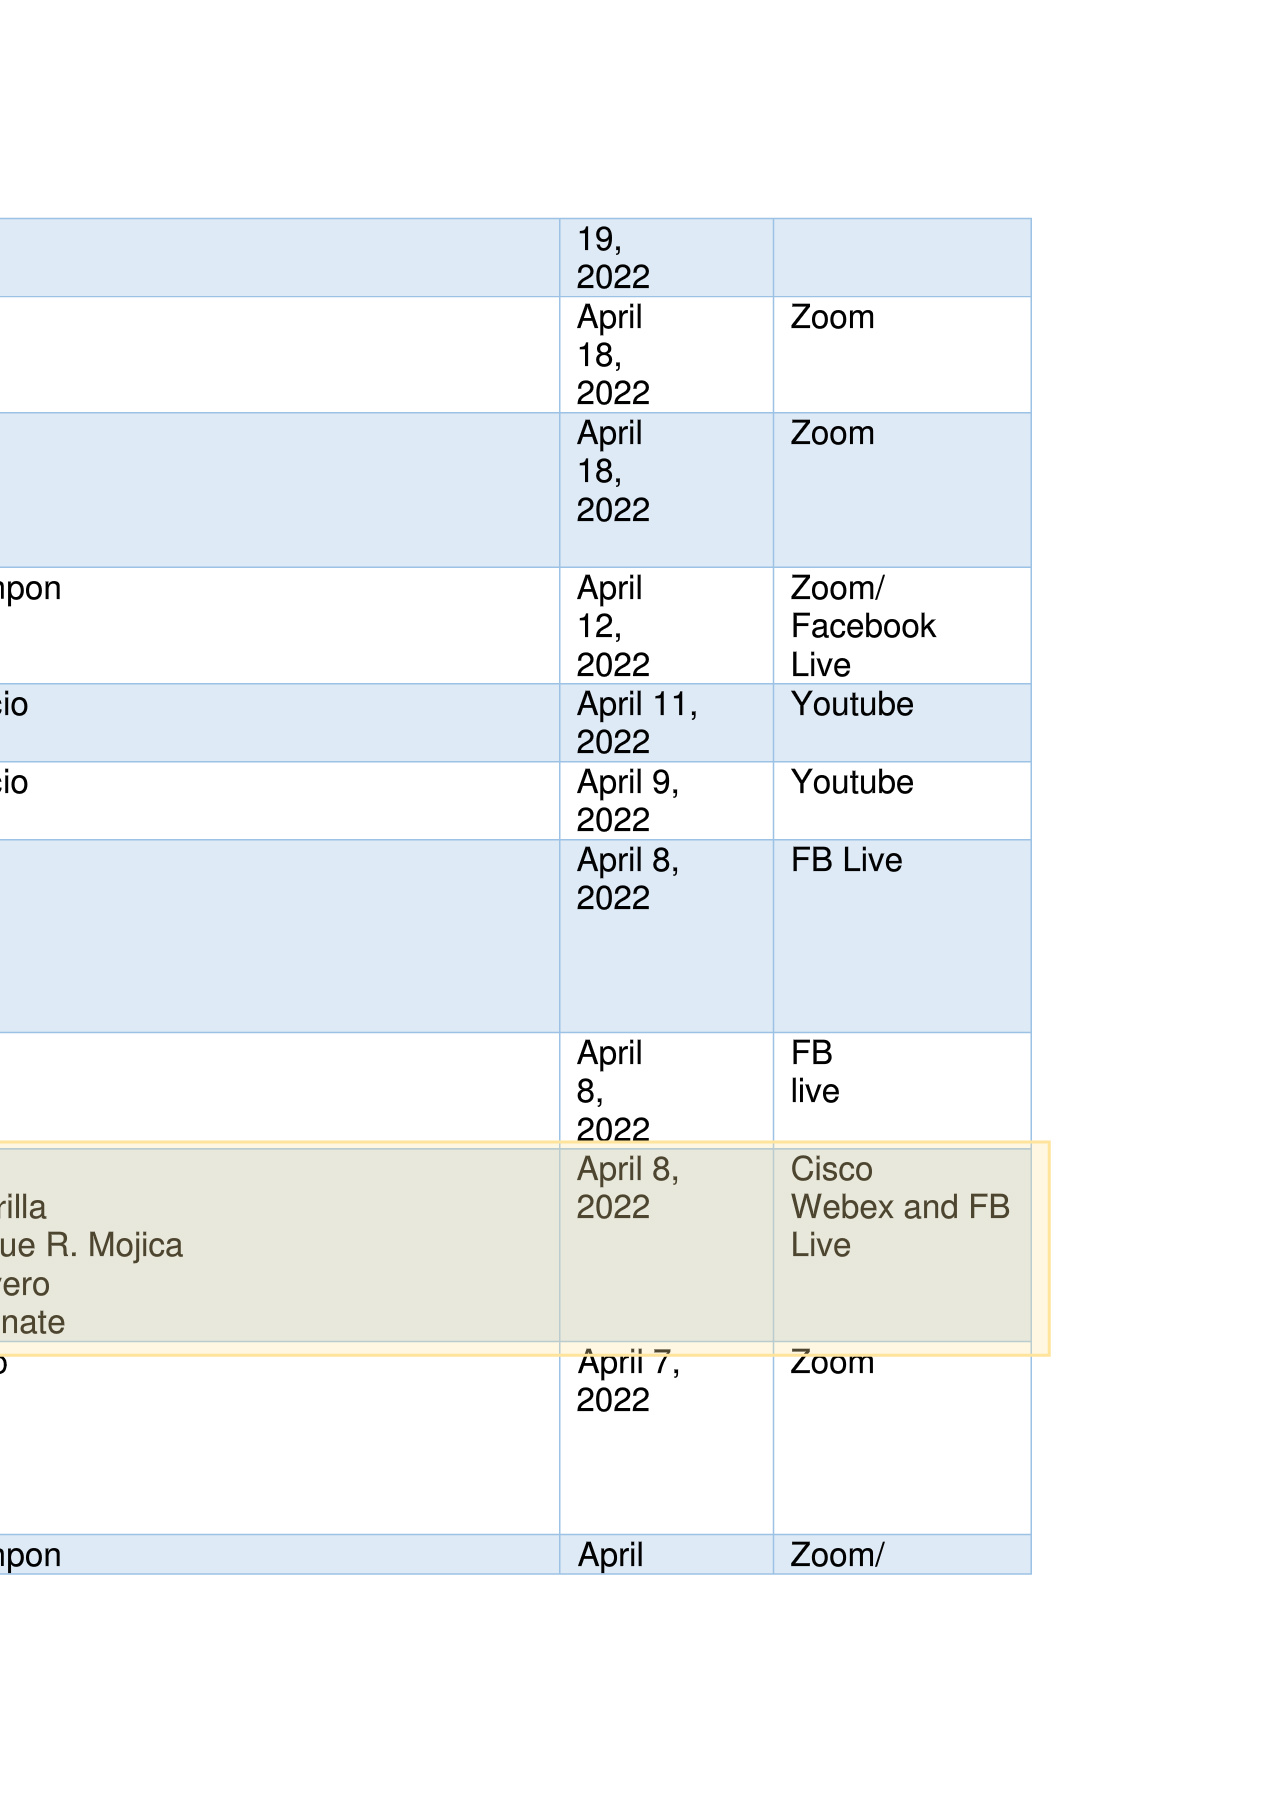 19,
2022
April
18,
2022
Zoom
April
18,
2022
Zoom
npon
April
12,
2022
Zoom/
Facebook
Live
cio
April 11,
2022
Youtube
cio
April 9,
2022
Youtube
April 8,
2022
FB Live
April
8,
2022
FB
live
rilla
ue R. Mojica
vero
nate
April 8,
2022
Cisco
Webex and FB
Live
o
April 7,
2022
Zoom
npon
April
Zoom/